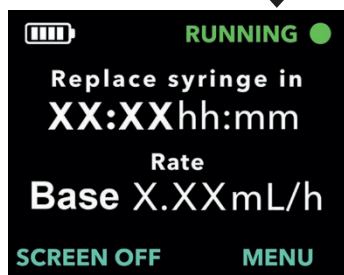 RUNNING
Replace syringe in
XX:XXhh:mm
Rate
Base X.XXmL/h
SCREEN OFF MENU